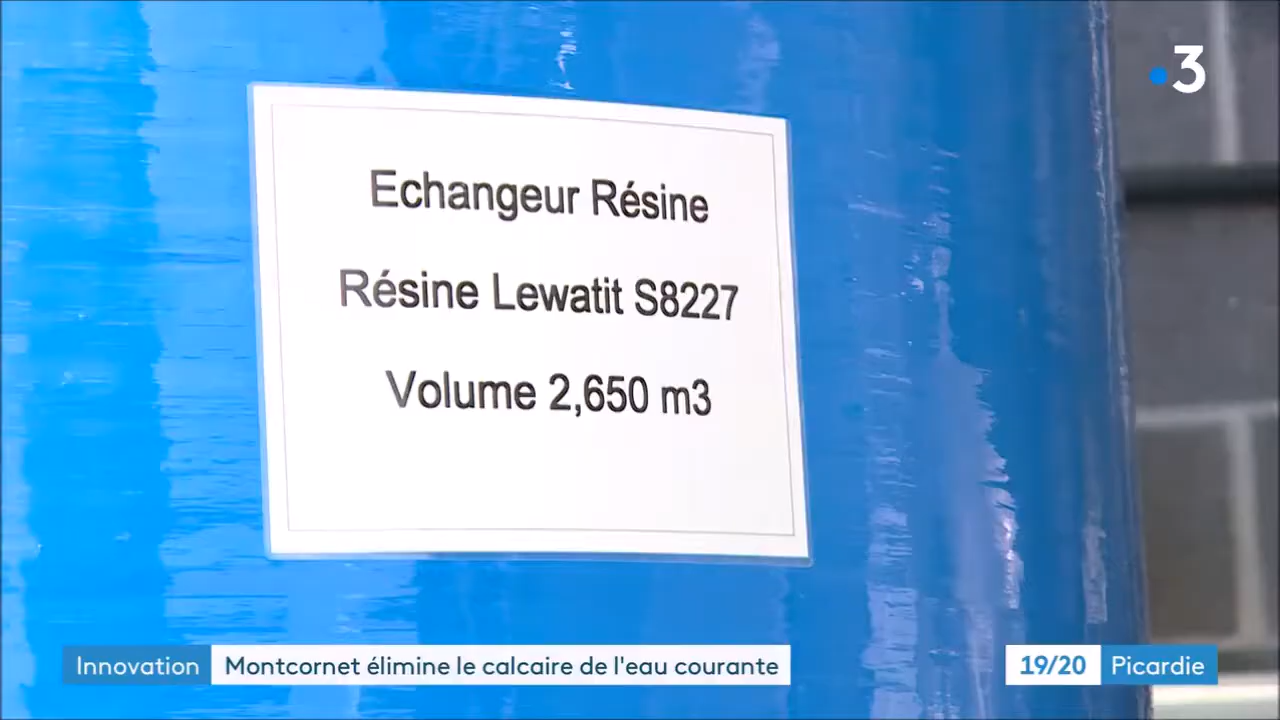 3
Echangeur Résine
Résine Lewatit S8227
Volume 2,650 m3
Innovation Montcornet élimine le calcaire de l'eau courante
19/20 Picardie